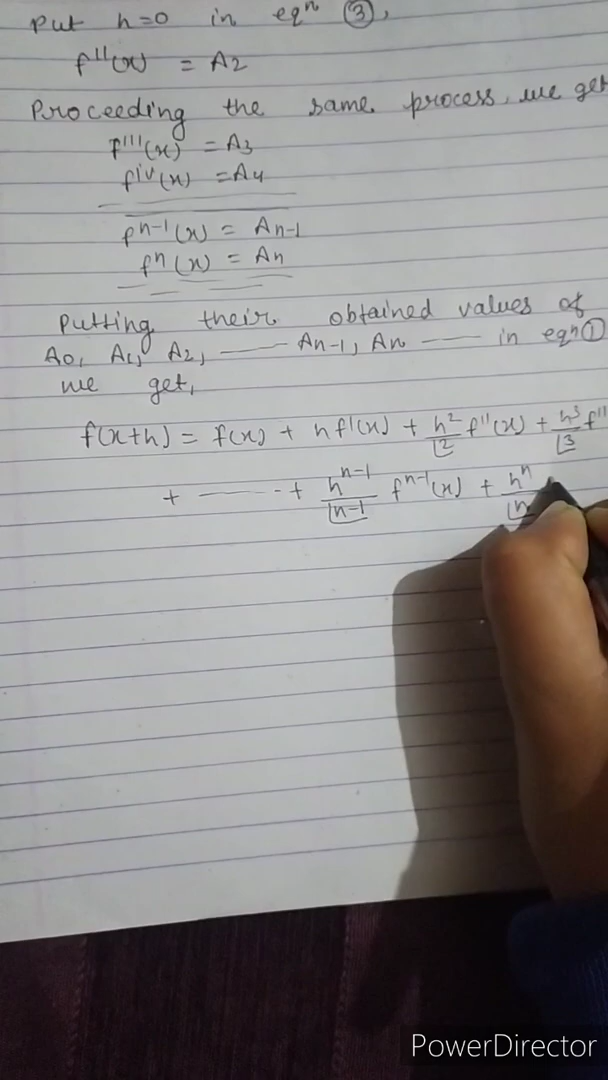 Put h=0 in eqⁿ ③,
f''(x) = A2
Proceeding the same process, we get
f'''(x) = A3
fⁱᵛ(x) = A4
fⁿ⁻¹(x) = An-1
fⁿ(x) = An
Putting their obtained values of
A0, A1, A2, —— An-1, An —— in eqⁿ①
we get,
f(x+h) = f(x) + hf'(x) + h²/⌊2 f''(x) + h³/⌊3 f''
+ ------- + hⁿ⁻¹/⌊n-1 fⁿ⁻¹(x) + hⁿ/⌊n
PowerDirector